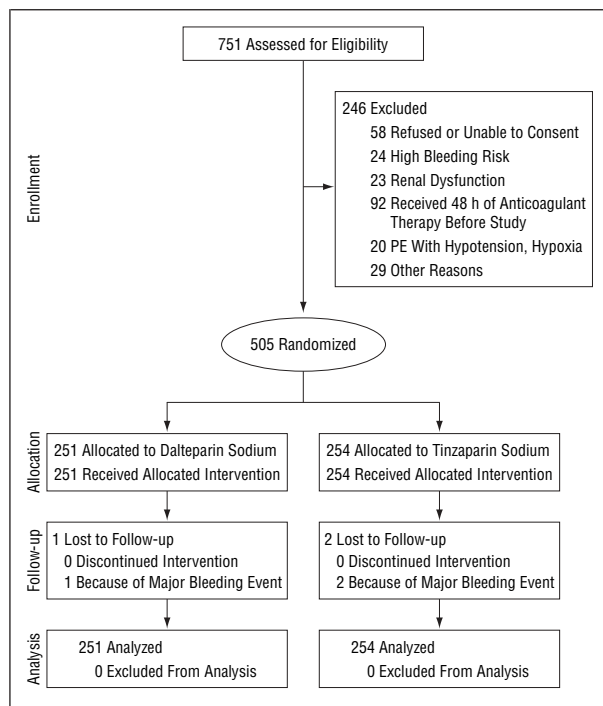 751 Assessed for Eligibility
246 Excluded
58 Refused or Unable to Consent
24 High Bleeding Risk
23 Renal Dysfunction
92 Received 48 h of Anticoagulant
Therapy Before Study
20 PE With Hypotension, Hypoxia
29 Other Reasons
Enrollment
505 Randomized
Allocation
251 Allocated to Dalteparin Sodium
251 Received Allocated Intervention
254 Allocated to Tinzaparin Sodium
254 Received Allocated Intervention
Follow-up
1 Lost to Follow-up
0 Discontinued Intervention
1 Because of Major Bleeding Event
2 Lost to Follow-up
0 Discontinued Intervention
2 Because of Major Bleeding Event
Analysis
251 Analyzed
0 Excluded From Analysis
254 Analyzed
0 Excluded From Analysis